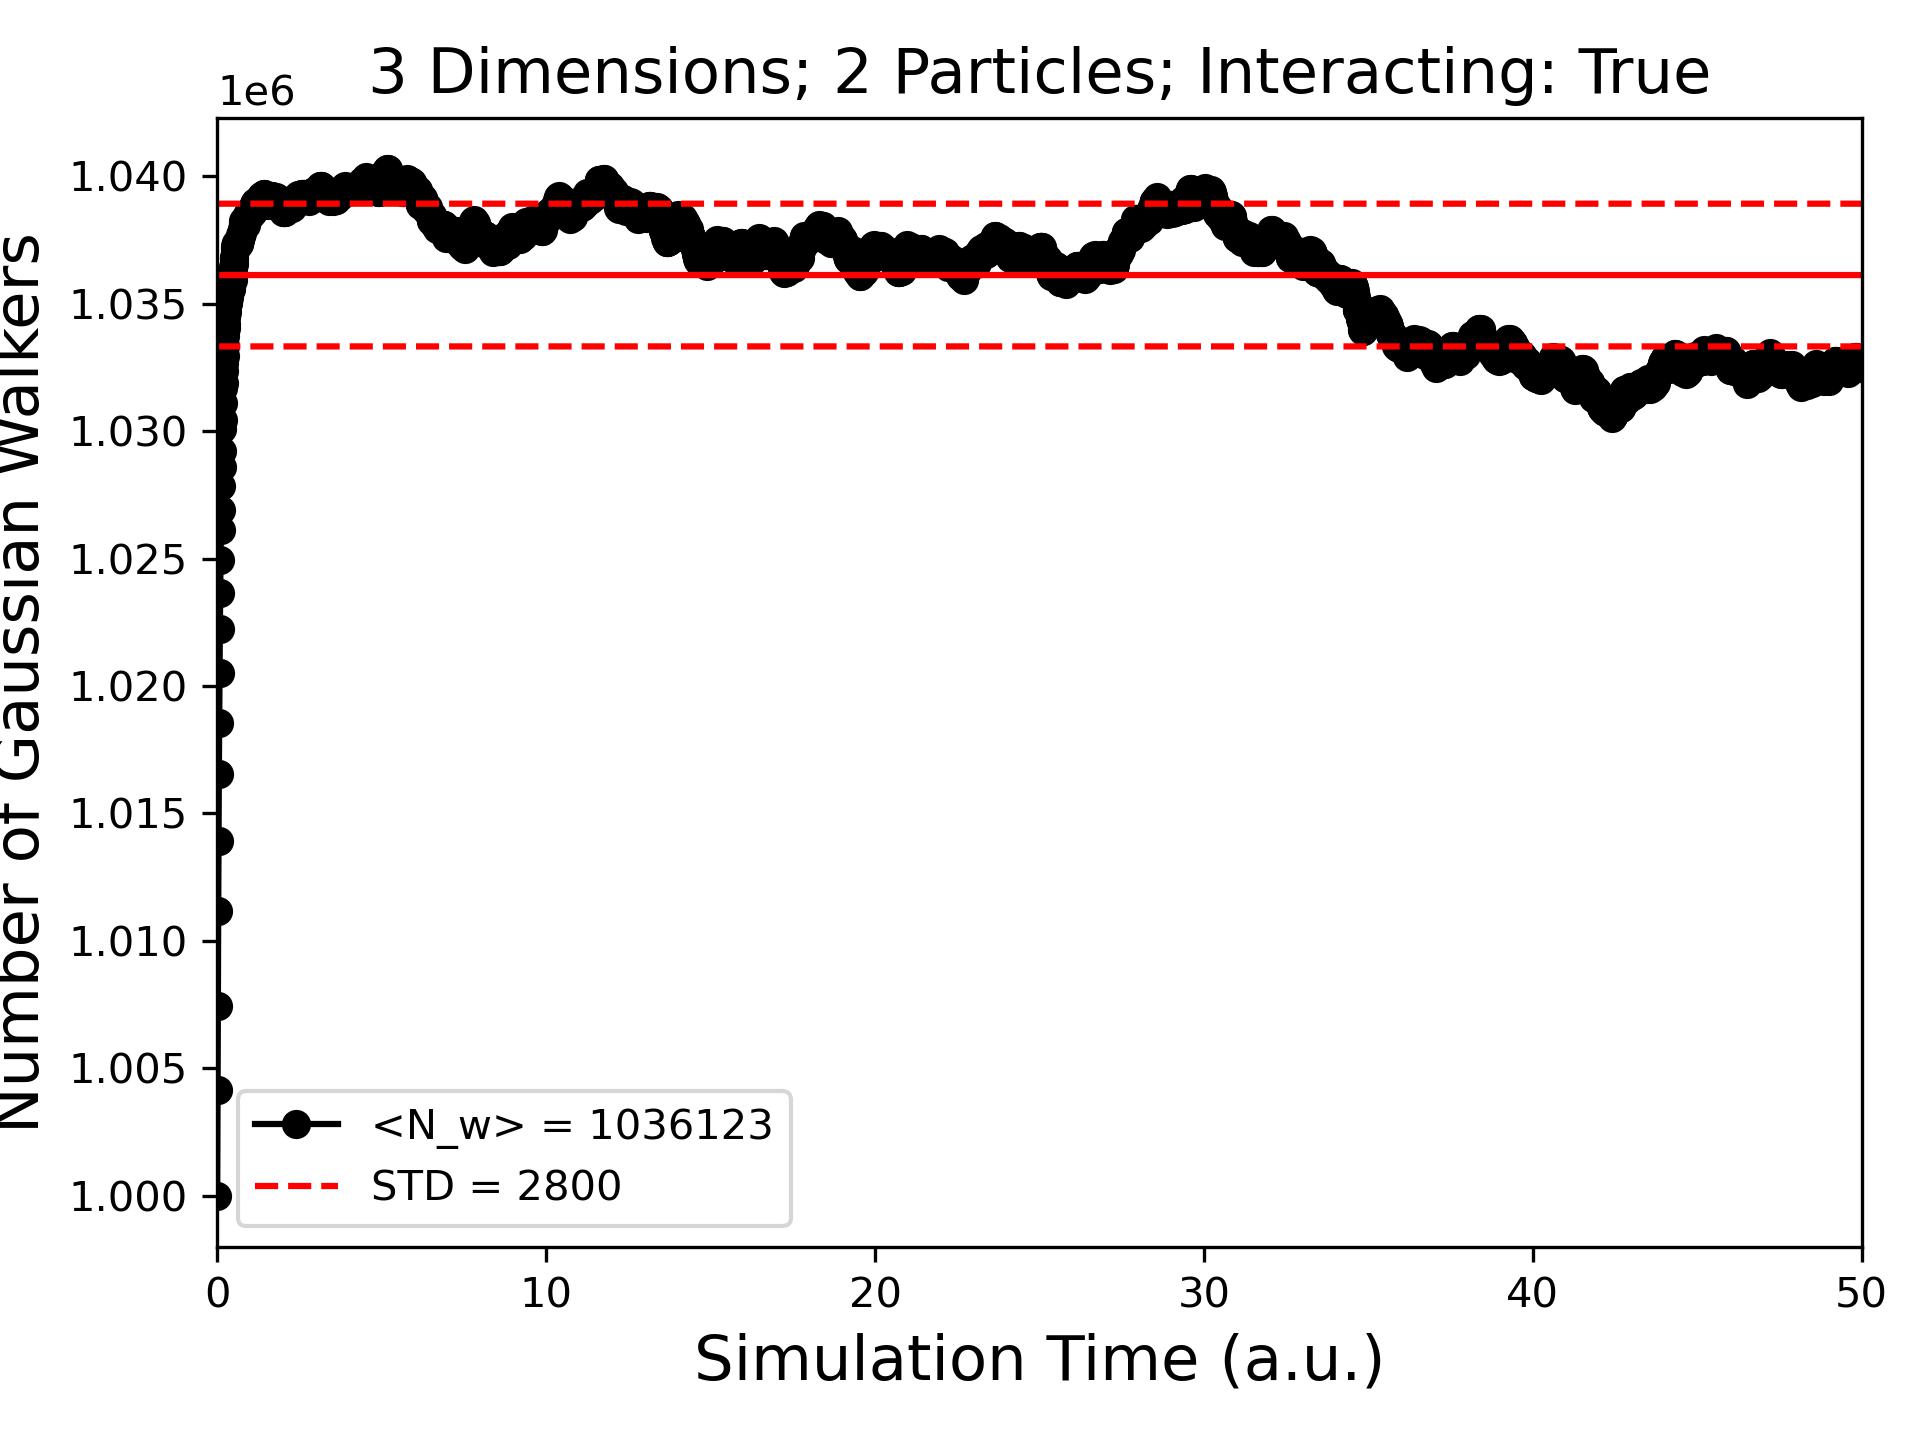 3 Dimensions; 2 Particles; Interacting: True
1e6
Number of Gaussian Walkers
1.040
1.035
1.030
1.025
1.020
1.015
1.010
1.005
1.000
<N_w> = 1036123
STD = 2800
0 10 20 30 40 50
Simulation Time (a.u.)